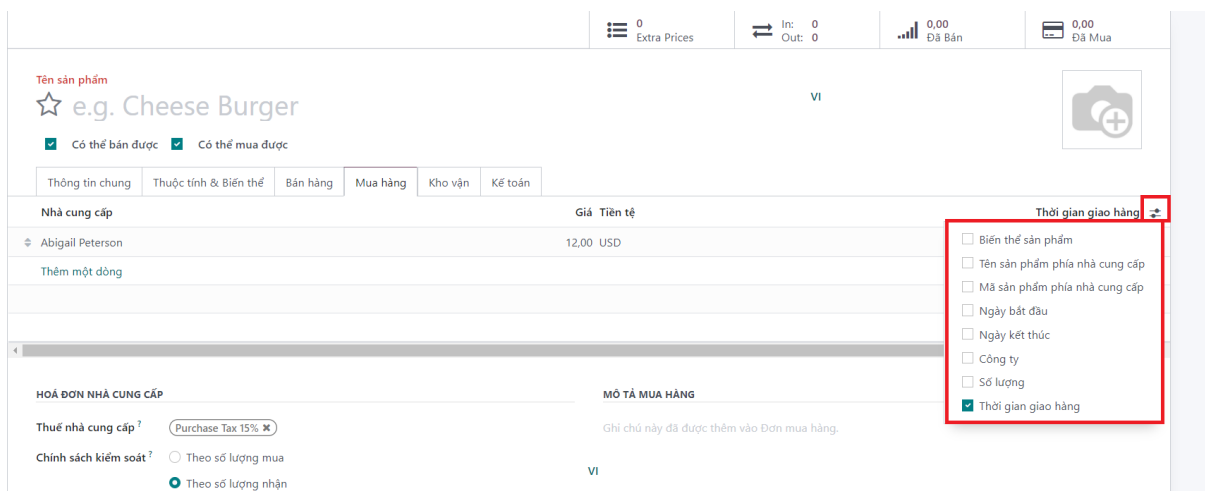 0
Extra Prices
In: 0
Out: 0
0,00
Đã Bán
0,00
Đã Mua
Tên sản phẩm
e.g. Cheese Burger
VI
Có thể bán được Có thể mua được
Thông tin chung Thuộc tính & Biến thể Bán hàng Mua hàng Kho vận Kế toán
Nhà cung cấp Giá Tiền tệ Thời gian giao hàng
Abigail Peterson 12,00 USD
Thêm một dòng
Biến thể sản phẩm
Tên sản phẩm phía nhà cung cấp
Mã sản phẩm phía nhà cung cấp
Ngày bắt đầu
Ngày kết thúc
Công ty
Số lượng
Thời gian giao hàng
HOÁ ĐƠN NHÀ CUNG CẤP
Thuế nhà cung cấp ? Purchase Tax 15% ✖
Chính sách kiểm soát ? Theo số lượng mua
Theo số lượng nhận
MÔ TẢ MUA HÀNG
Ghi chú này đã được thêm vào Đơn mua hàng.
VI